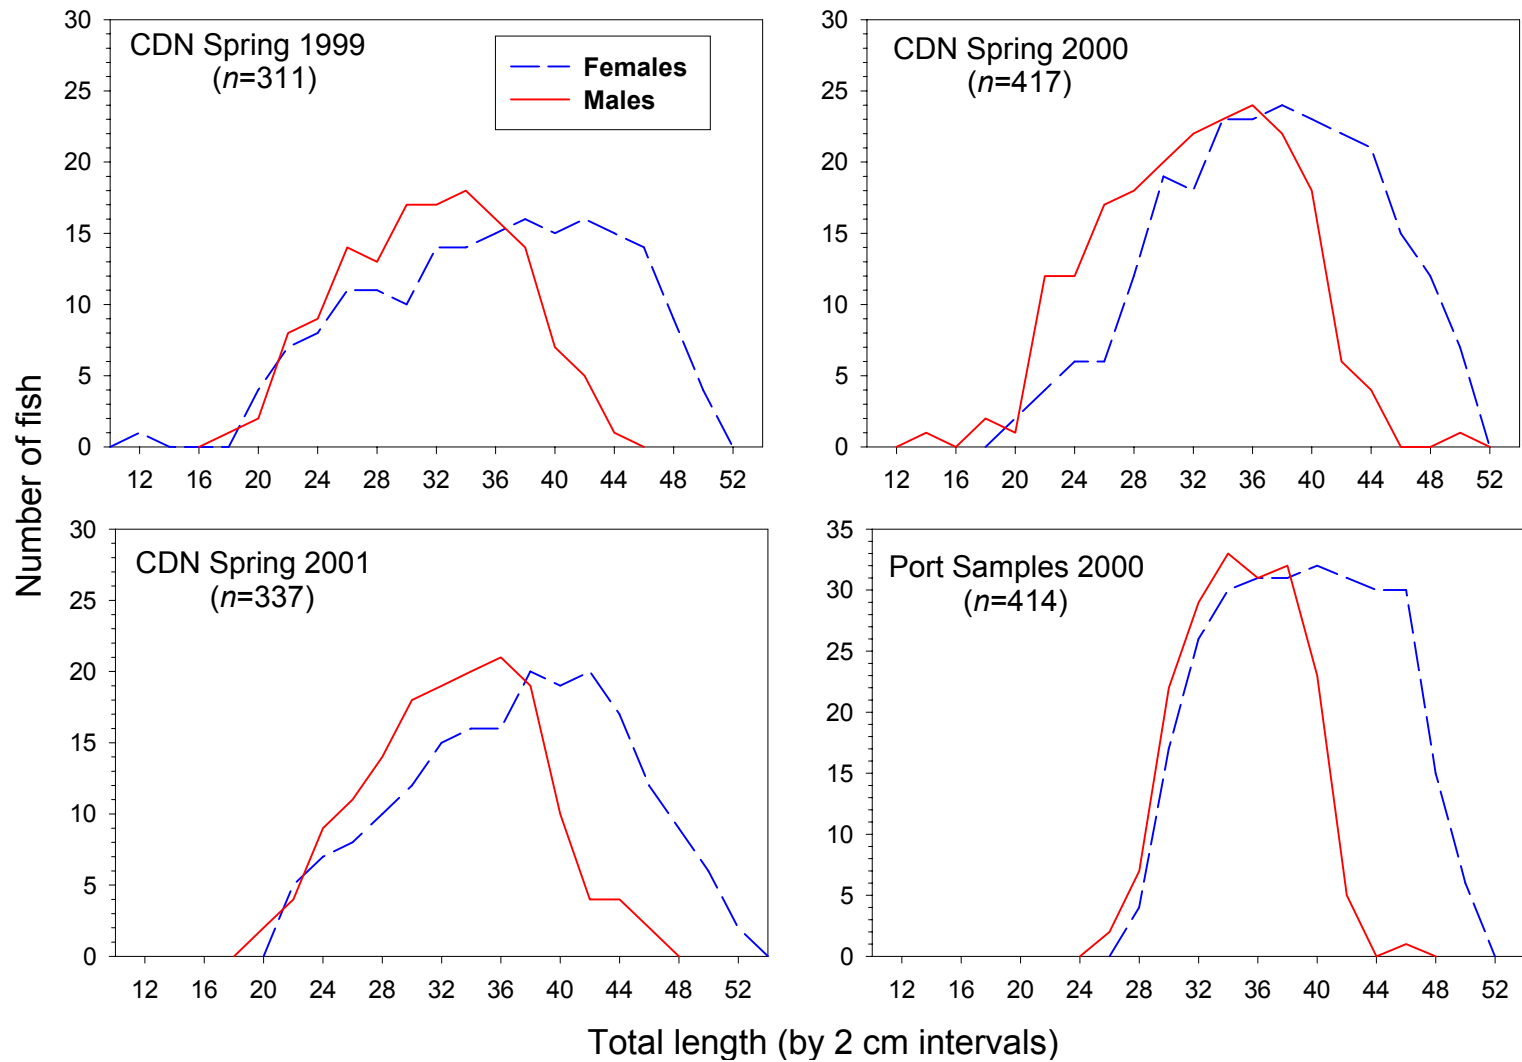 CDN Spring 1999
(n=311)
Females
Males
30
25
20
15
10
5
0
12 16 20 24 28 32 36 40 44 48 52
CDN Spring 2000
(n=417)
30
25
20
15
10
5
0
12 16 20 24 28 32 36 40 44 48 52
Number of fish
CDN Spring 2001
(n=337)
30
25
20
15
10
5
0
12 16 20 24 28 32 36 40 44 48 52
Port Samples 2000
(n=414)
35
30
25
20
15
10
5
0
12 16 20 24 28 32 36 40 44 48 52
Total length (by 2 cm intervals)